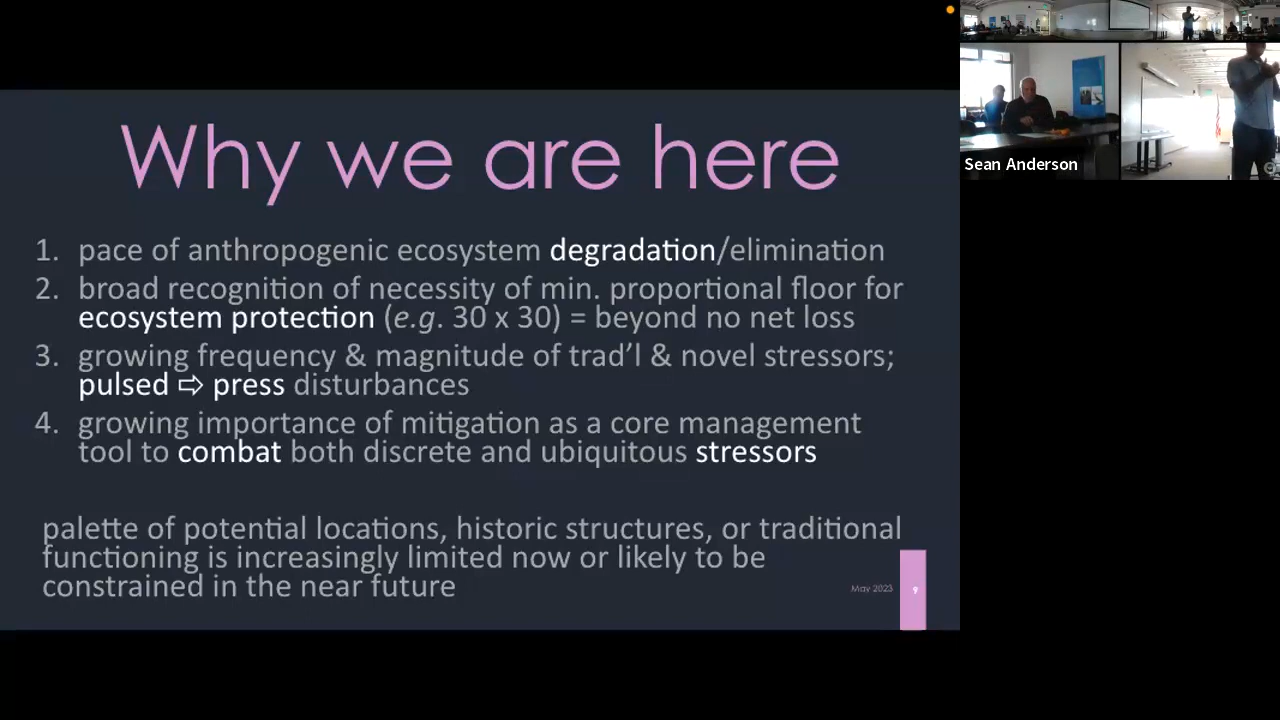 Why we are here
1. pace of anthropogenic ecosystem degradation/elimination
2. broad recognition of necessity of min. proportional floor for
ecosystem protection (e.g. 30 x 30) = beyond no net loss
3. growing frequency & magnitude of trad’l & novel stressors;
pulsed ⇨ press disturbances
4. growing importance of mitigation as a core management
tool to combat both discrete and ubiquitous stressors
palette of potential locations, historic structures, or traditional
functioning is increasingly limited now or likely to be
constrained in the near future
May 2023
9
Sean Anderson